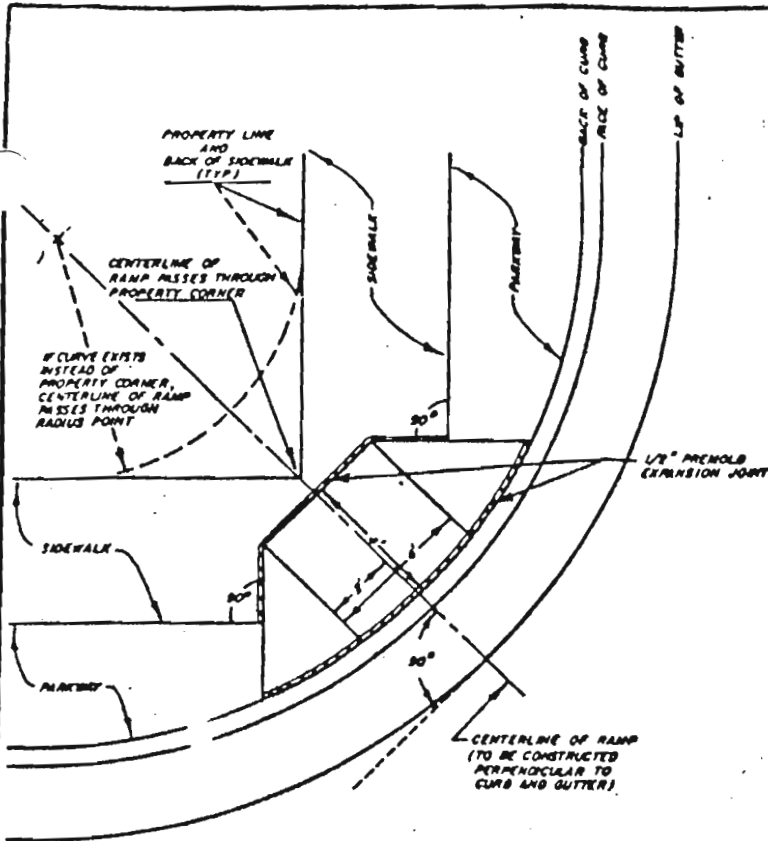 BACK OF CURB
FACE OF CURB
LIP OF GUTTER
PROPERTY LINE
AND
BACK OF SIDEWALK
(TYP)
SIDEWALK
PARKWAY
CENTERLINE OF
RAMP PASSES THROUGH
PROPERTY CORNER
IF CURVE EXISTS
INSTEAD OF
PROPERTY CORNER,
CENTERLINE OF RAMP
PASSES THROUGH
RADIUS POINT
90°
1/2" PREMOLD
EXPANSION JOINT
SIDEWALK
90°
90°
PARKWAY
CENTERLINE OF RAMP
(TO BE CONSTRUCTED
PERPENDICULAR TO
CURB AND GUTTER)